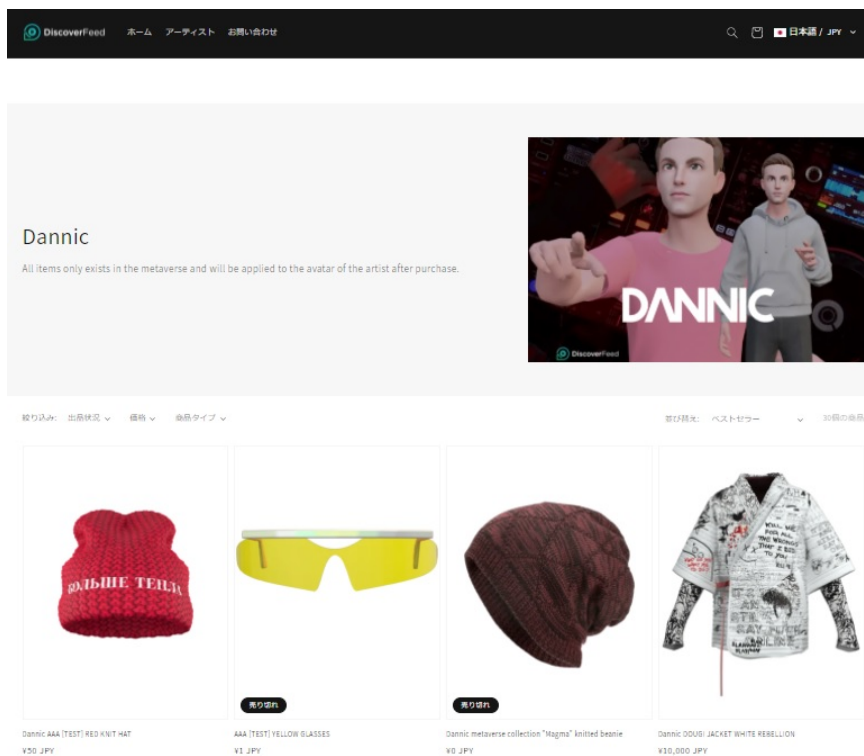 DiscoverFeed
ホーム アーティスト お問い合わせ
日本語 / JPY
Dannic
All items only exists in the metaverse and will be applied to the avatar of the artist after purchase.
DANNIC
DiscoverFeed
絞り込み: 出品状況 価格 商品タイプ
並び替え: ベストセラー 30個の商品
БОЛЬШЕ ТЕПЛА
売り切れ
売り切れ
Dannic AAA [TEST] RED KNIT HAT
AAA [TEST] YELLOW GLASSES
Dannic metaverse collection "Magma" knitted beanie
Dannic DOUGI JACKET WHITE REBELLION
¥50 JPY
¥1 JPY
¥0 JPY
¥10,000 JPY